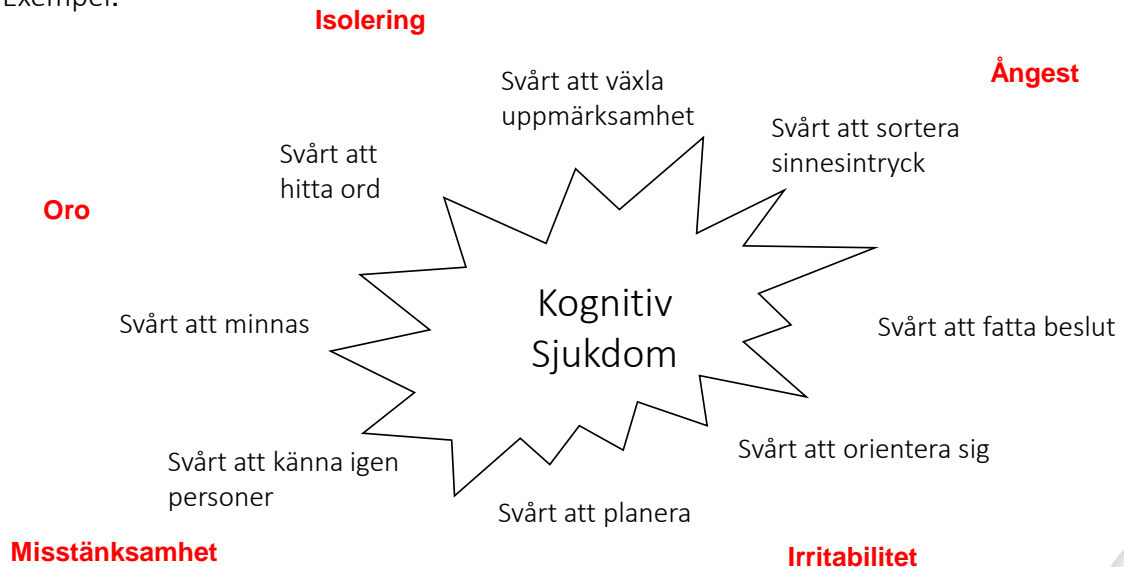 Exempel:
Isolering
Ångest
Svårt att växla
uppmärksamhet
Svårt att sortera
sinnesintryck
Svårt att
hitta ord
Oro
Kognitiv
Sjukdom
Svårt att minnas
Svårt att fatta beslut
Svårt att känna igen
personer
Svårt att orientera sig
Svårt att planera
Misstänksamhet
Irritabilitet